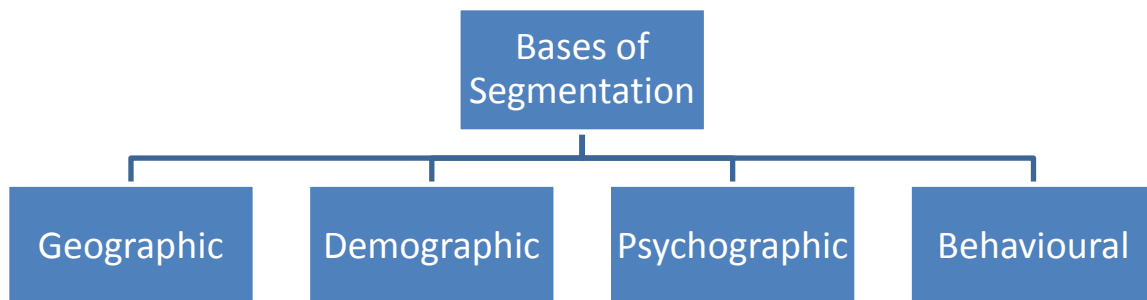 Bases of
Segmentation
Geographic
Demographic
Psychographic
Behavioural